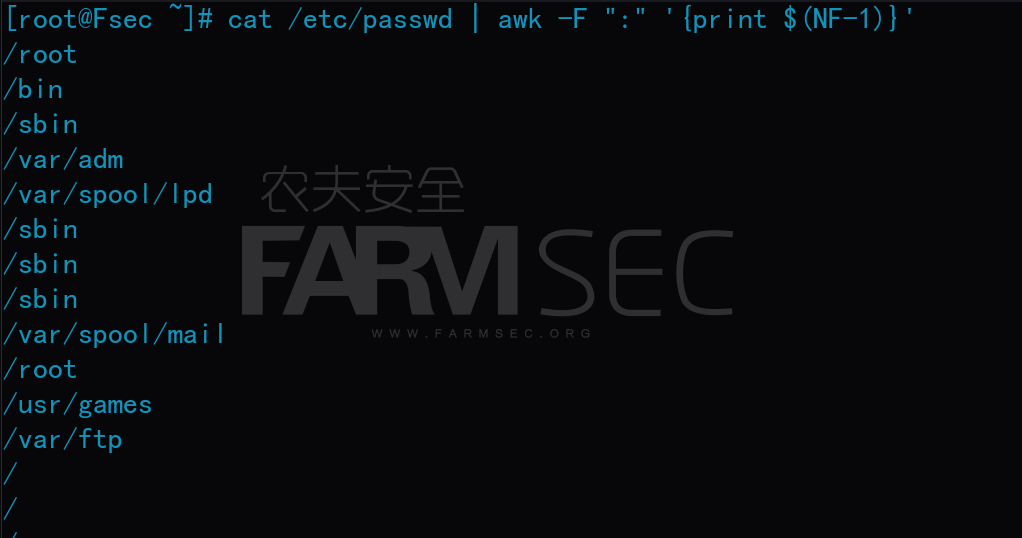 [root@Fsec ~]# cat /etc/passwd | awk -F ":" '{print $(NF-1)}'
/root
/bin
/sbin
/var/adm
/var/spool/lpd
/sbin
/sbin
/sbin
/var/spool/mail
/root
/usr/games
/var/ftp
/
/
/
农夫安全
FARMSEC
WWW.FARMSEC.ORG